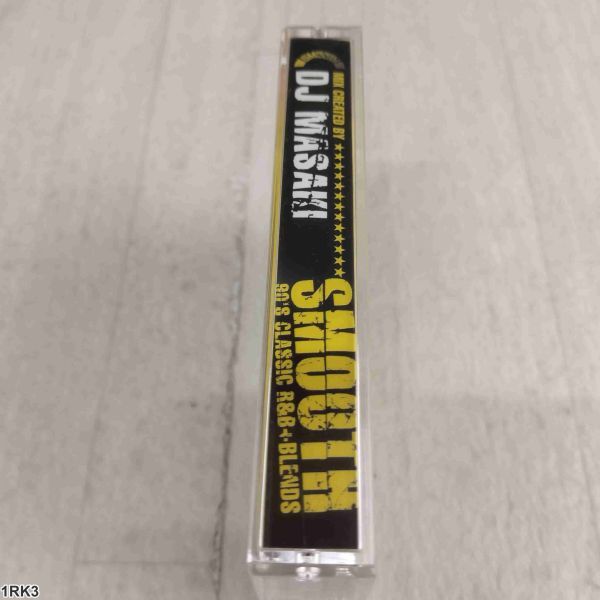 MIX CREATED BY ★★★★★★★★★★★★★
DJ MASAKI
SMOOTH
90'S CLASSIC R&B+BLENDS
1RK3